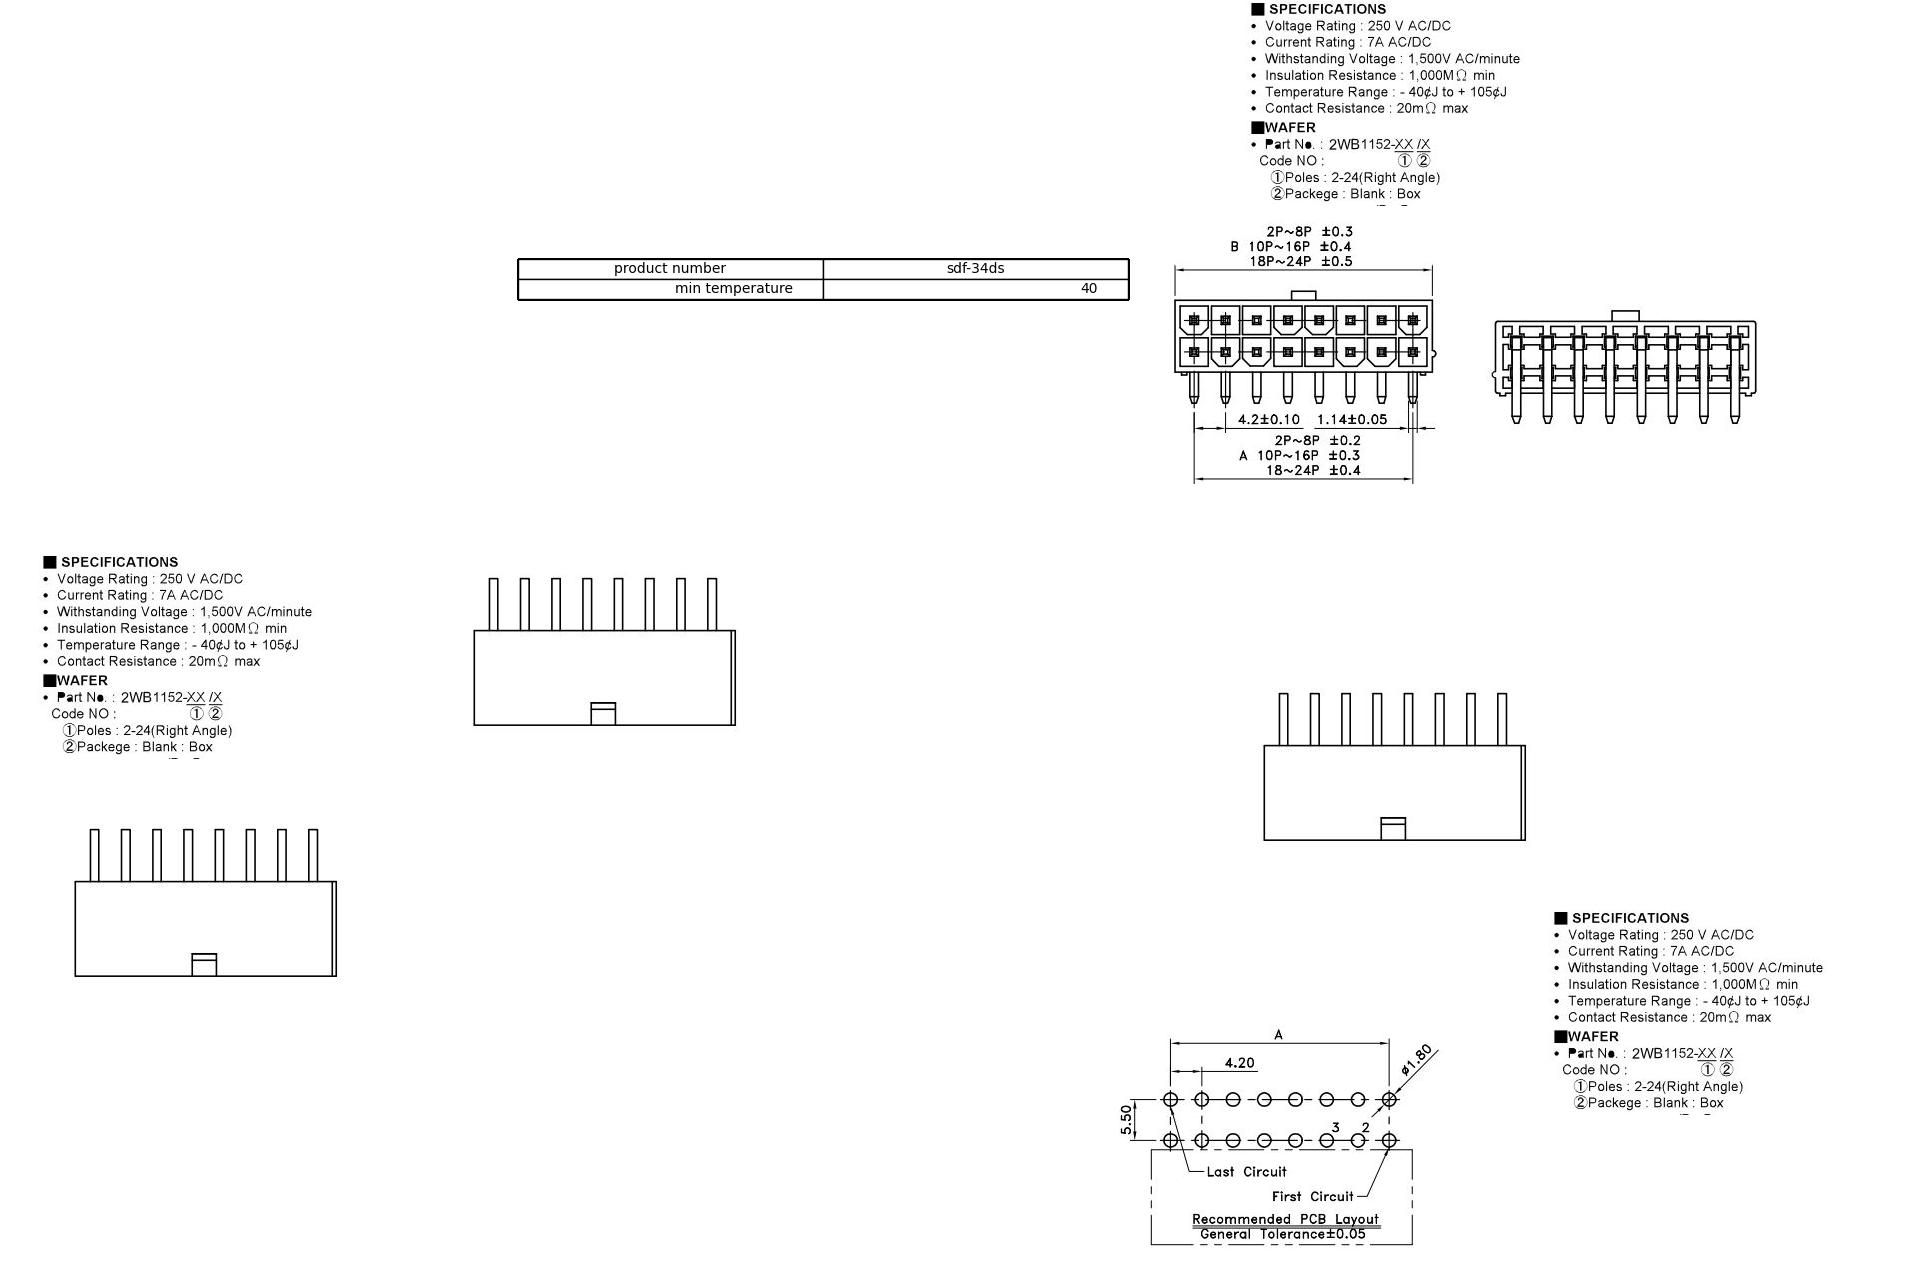 ■ SPECIFICATIONS
• Voltage Rating : 250 V AC/DC
• Current Rating : 7A AC/DC
• Withstanding Voltage : 1,500V AC/minute
• Insulation Resistance : 1,000MΩ min
• Temperature Range : - 40¢J to + 105¢J
• Contact Resistance : 20mΩ max
■WAFER
• Part No. : 2WB1152-XX /X
Code NO : ① ②
①Poles : 2-24(Right Angle)
②Packege : Blank : Box
2P~8P ±0.3
B 10P~16P ±0.4
18P~24P ±0.5
product number sdf-34ds
min temperature 40
4.2±0.10 1.14±0.05
2P~8P ±0.2
A 10P~16P ±0.3
18~24P ±0.4
■ SPECIFICATIONS
• Voltage Rating : 250 V AC/DC
• Current Rating : 7A AC/DC
• Withstanding Voltage : 1,500V AC/minute
• Insulation Resistance : 1,000MΩ min
• Temperature Range : - 40¢J to + 105¢J
• Contact Resistance : 20mΩ max
■WAFER
• Part No. : 2WB1152-XX /X
Code NO : ① ②
①Poles : 2-24(Right Angle)
②Packege : Blank : Box
■ SPECIFICATIONS
• Voltage Rating : 250 V AC/DC
• Current Rating : 7A AC/DC
• Withstanding Voltage : 1,500V AC/minute
• Insulation Resistance : 1,000MΩ min
• Temperature Range : - 40¢J to + 105¢J
• Contact Resistance : 20mΩ max
■WAFER
• Part No. : 2WB1152-XX /X
Code NO : ① ②
①Poles : 2-24(Right Angle)
②Packege : Blank : Box
A
4.20
ø1.80
5.50
3 2
Last Circuit
First Circuit
Recommended PCB Layout
General Tolerance±0.05